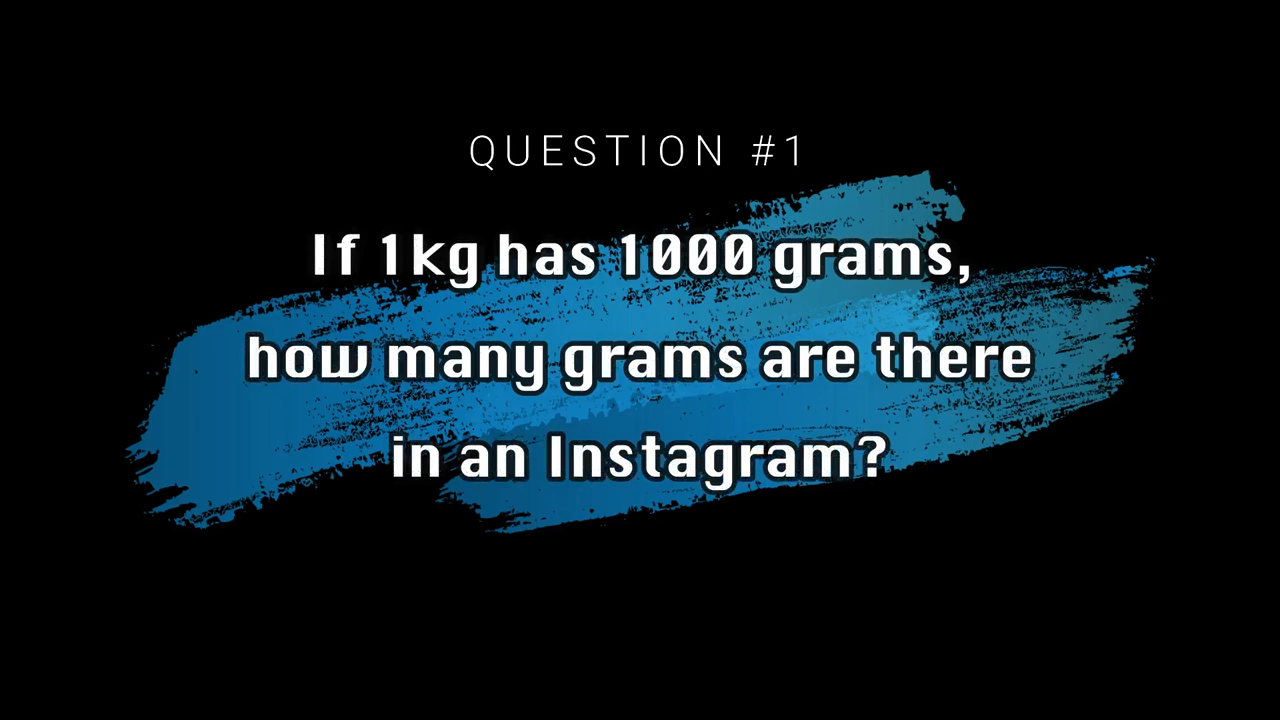 QUESTION #1
If 1kg has 1000 grams,
how many grams are there
in an Instagram?